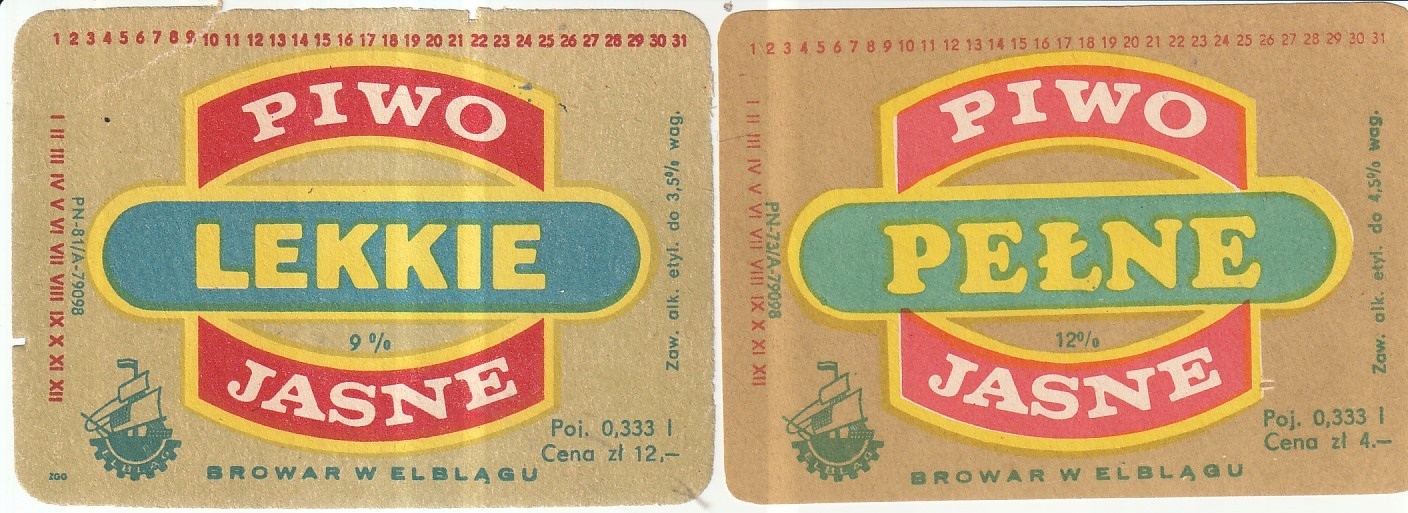 1 2 3 4 5 6 7 8 9 10 11 12 13 14 15 16 17 18 19 20 21 22 23 24 25 26 27 28 29 30 31
I II III IV V VI VII VIII IX X XI XII
PN-81/A-79098
PIWO
LEKKIE
9%
JASNE
Zaw. alk. etyl. do 3,5% wag.
Poj. 0,333 l
Cena zł 12,—
ELBLĄG
BROWAR W ELBLĄGU
ZGO
1 2 3 4 5 6 7 8 9 10 11 12 13 14 15 16 17 18 19 20 21 22 23 24 25 26 27 28 29 30 31
I II III IV V VI VII VIII IX X XI XII
PN-73/A-79098
PIWO
PEŁNE
12%
JASNE
Zaw. alk. etyl. do 4,5% wag.
Poj. 0,333 l
Cena zł 4.—
ELBLĄG
BROWAR W ELBLĄGU